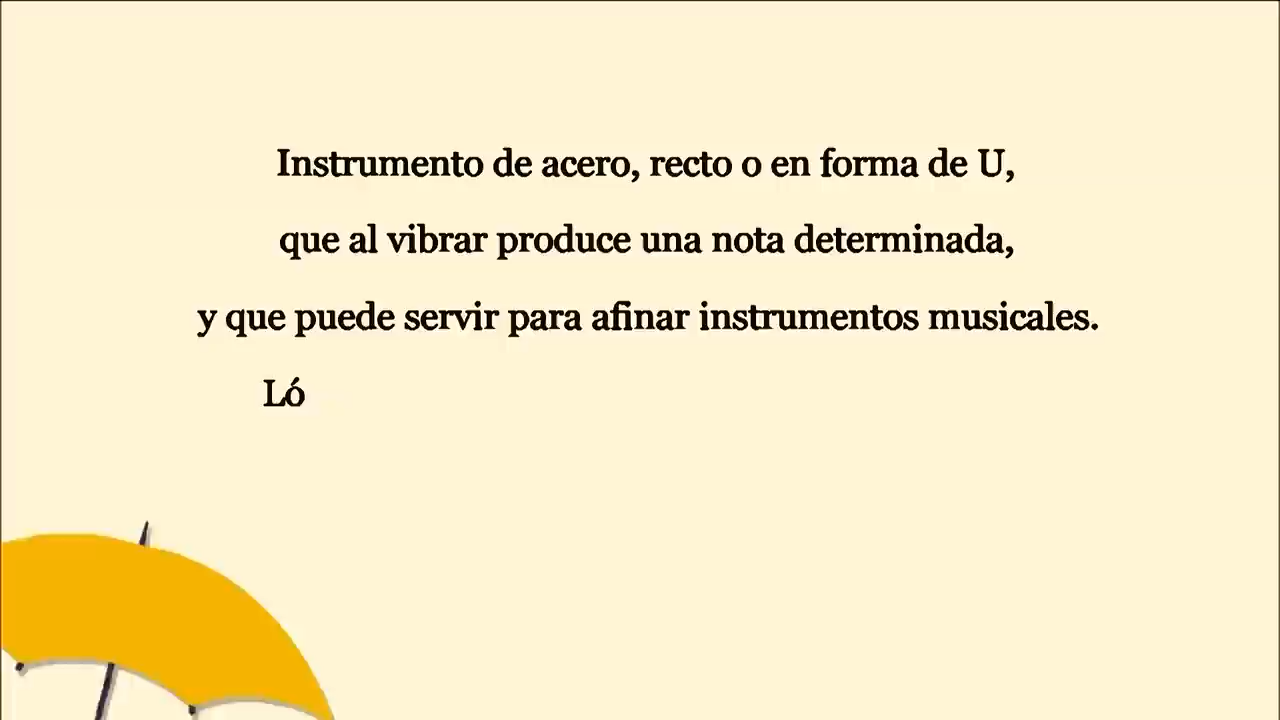 Instrumento de acero, recto o en forma de U,
que al vibrar produce una nota determinada,
y que puede servir para afinar instrumentos musicales.
Ló